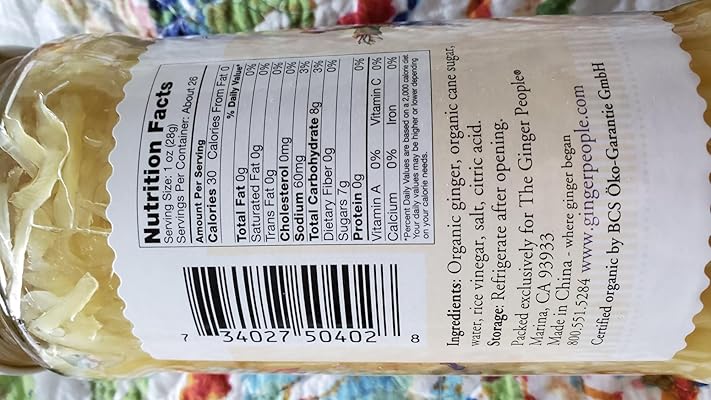 Nutrition Facts
Serving Size: 1 oz (28g)
Servings Per Container: About 26
Amount Per Serving
Calories 30 Calories From Fat 0
% Daily Value*
Total Fat 0g 0%
Saturated Fat 0g 0%
Trans Fat 0g 0%
Cholesterol 0mg 0%
Sodium 60mg 3%
Total Carbohydrate 8g 3%
Dietary Fiber 0g 0%
Sugars 7g
Protein 0g 0%
Vitamin A 0% Vitamin C 0%
Calcium 0% Iron 0%
*Percent Daily Values are based on a 2,000 calorie diet.
Your daily values may be higher or lower depending
on your calorie needs.
7 34027 50402 8
Ingredients: Organic ginger, organic cane sugar,
water, rice vinegar, salt, citric acid.
Storage: Refrigerate after opening.
Packed exclusively for The Ginger People®
Marina, CA 93933
Made in China - where ginger began
800.551.5284 www.gingerpeople.com
Certified organic by BCS Öko-Garantie GmbH